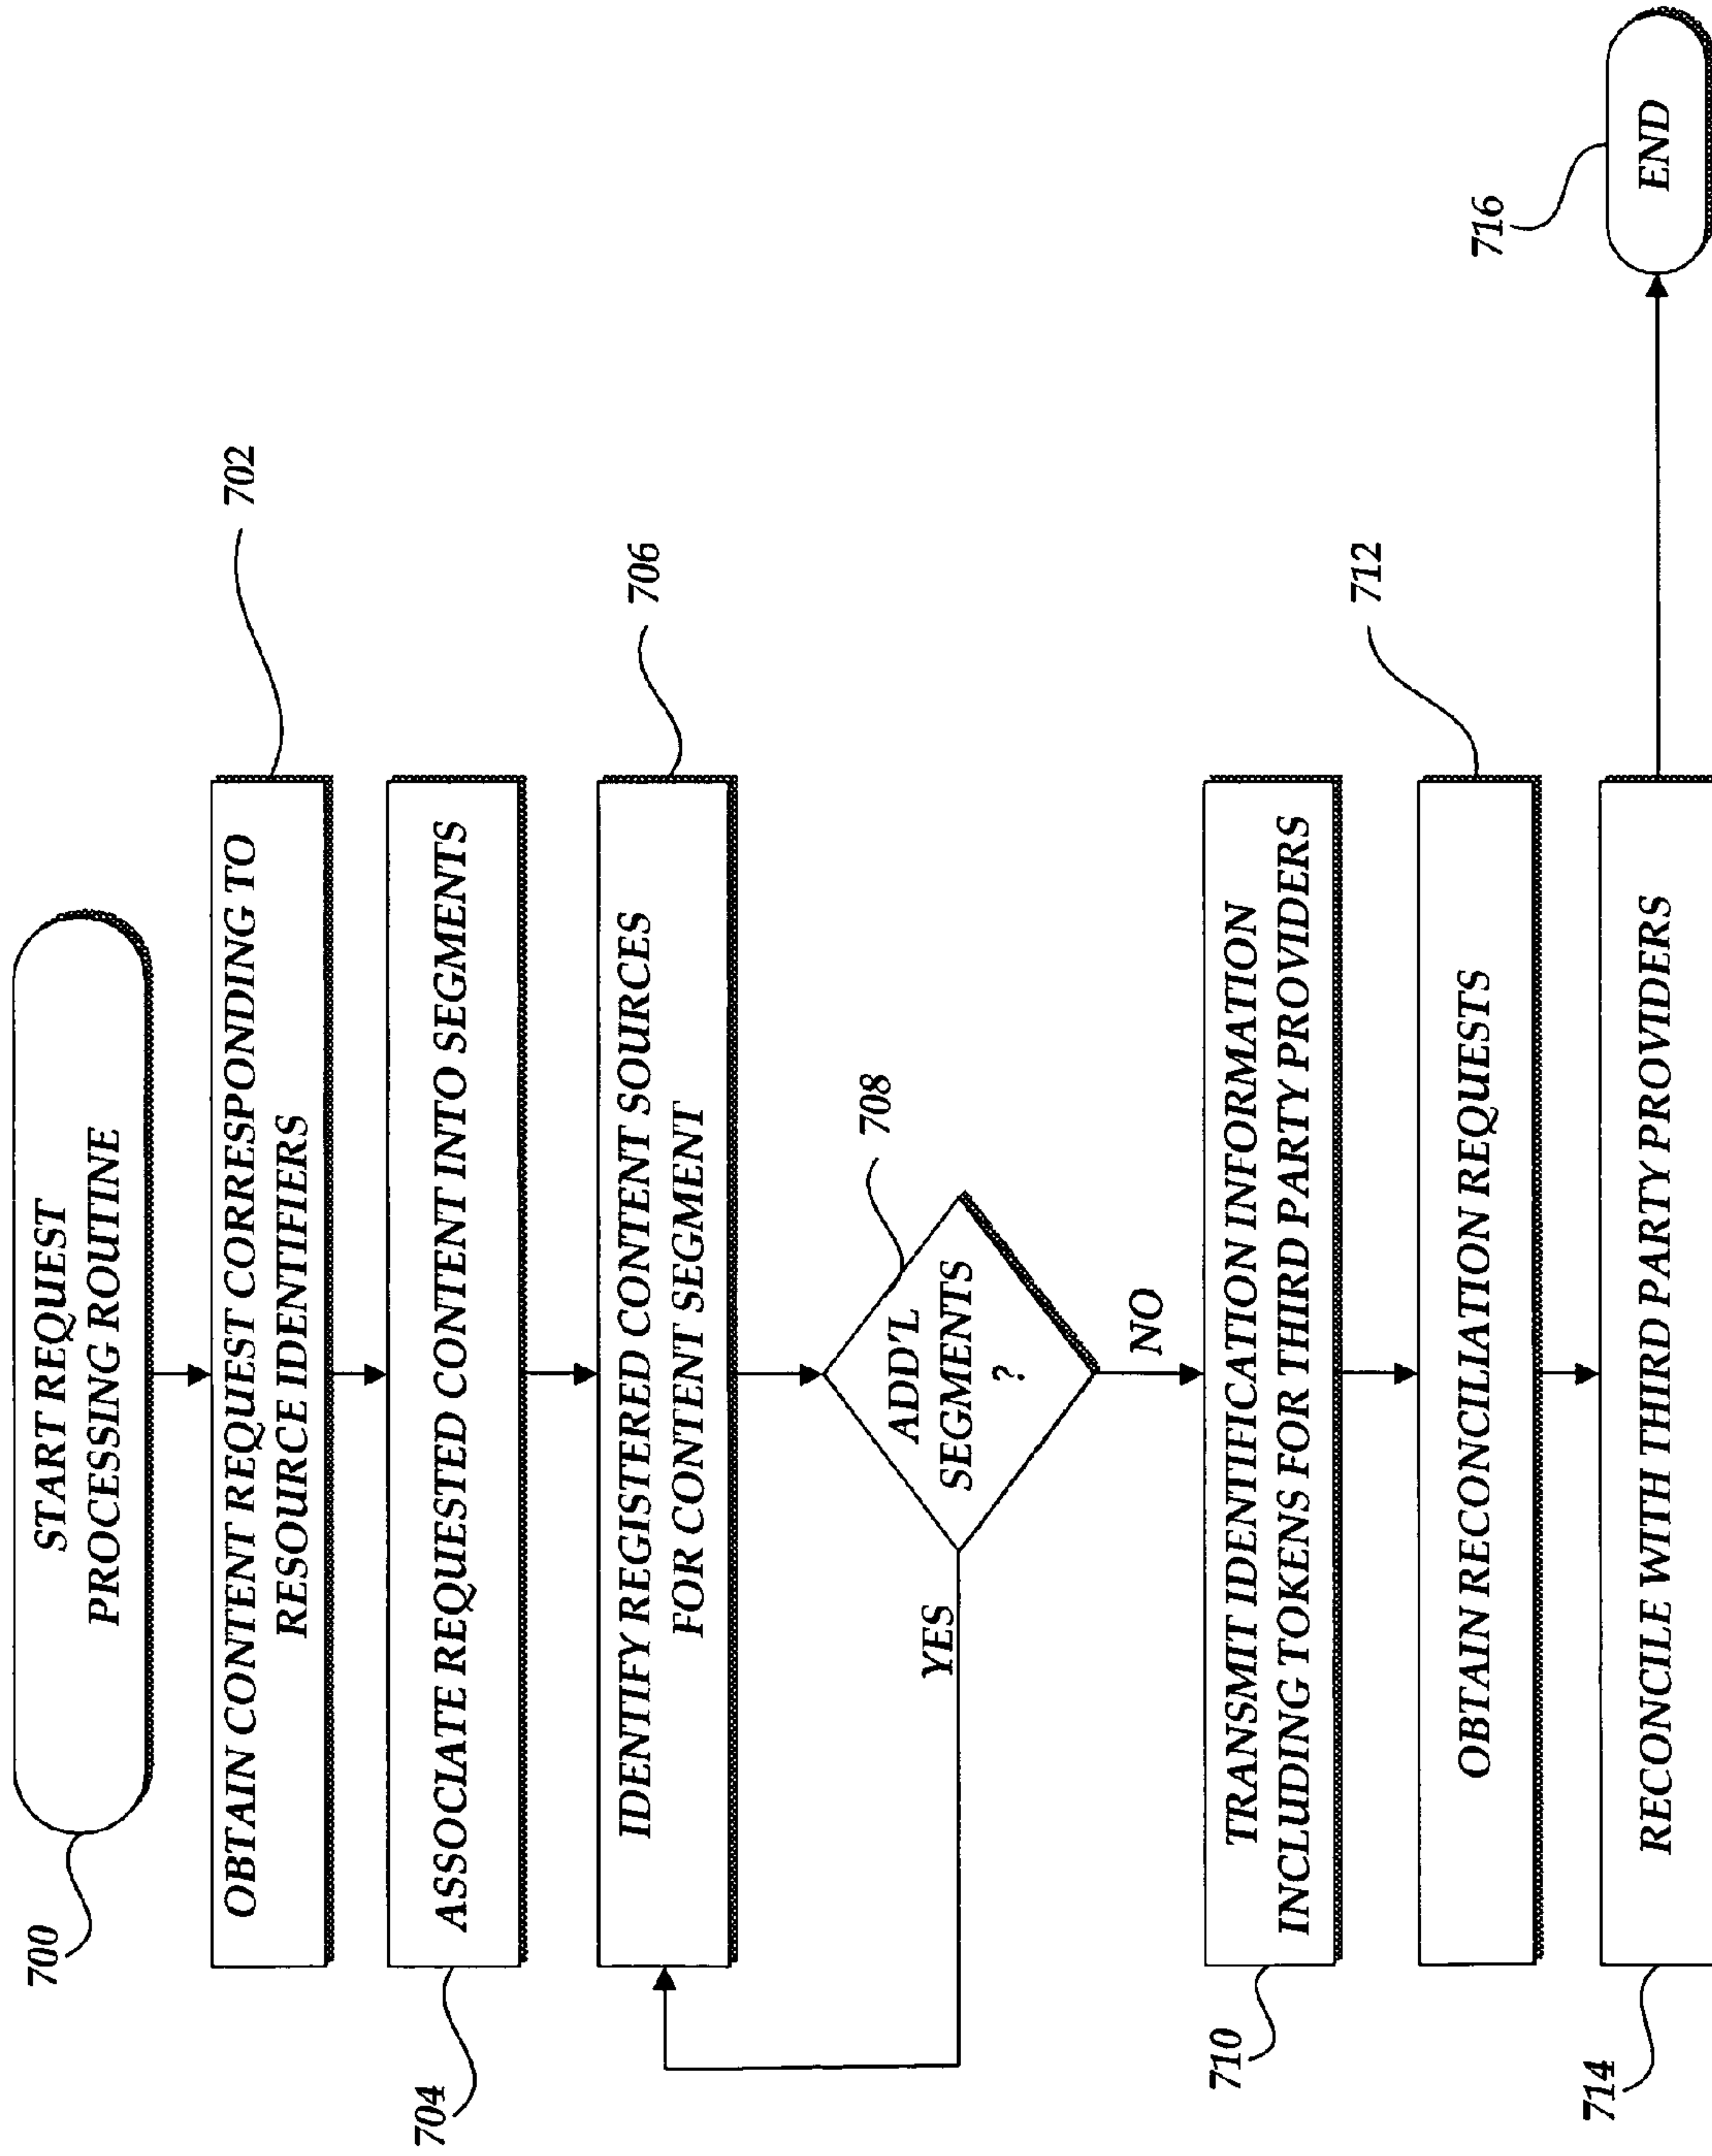 700
START REQUEST
PROCESSING ROUTINE
702
OBTAIN CONTENT REQUEST CORRESPONDING TO
RESOURCE IDENTIFIERS
704
ASSOCIATE REQUESTED CONTENT INTO SEGMENTS
706
IDENTIFY REGISTERED CONTENT SOURCES
FOR CONTENT SEGMENT
708
ADD'L
SEGMENTS
?
YES
NO
710
TRANSMIT IDENTIFICATION INFORMATION
INCLUDING TOKENS FOR THIRD PARTY PROVIDERS
712
OBTAIN RECONCILIATION REQUESTS
714
RECONCILE WITH THIRD PARTY PROVIDERS
716
END